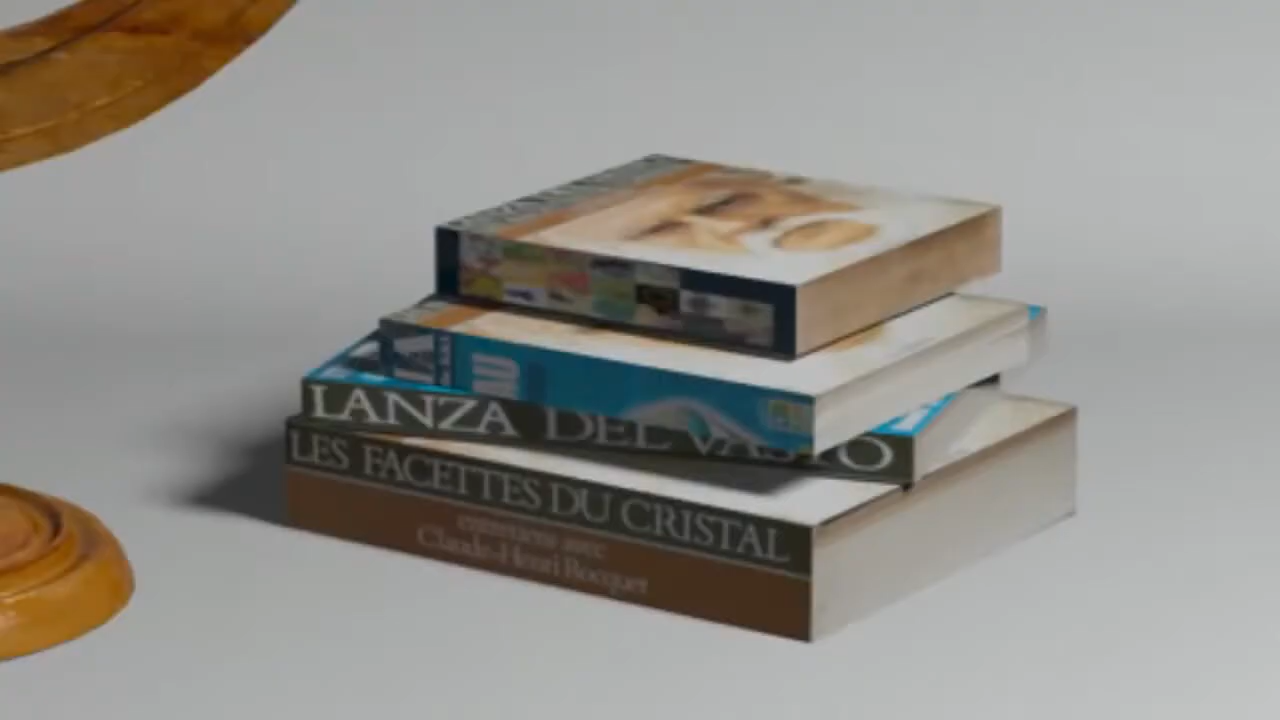 LANZA DEL VASTO
LES FACETTES DU CRISTAL
entretiens avec
Claude-Henri Rocquet